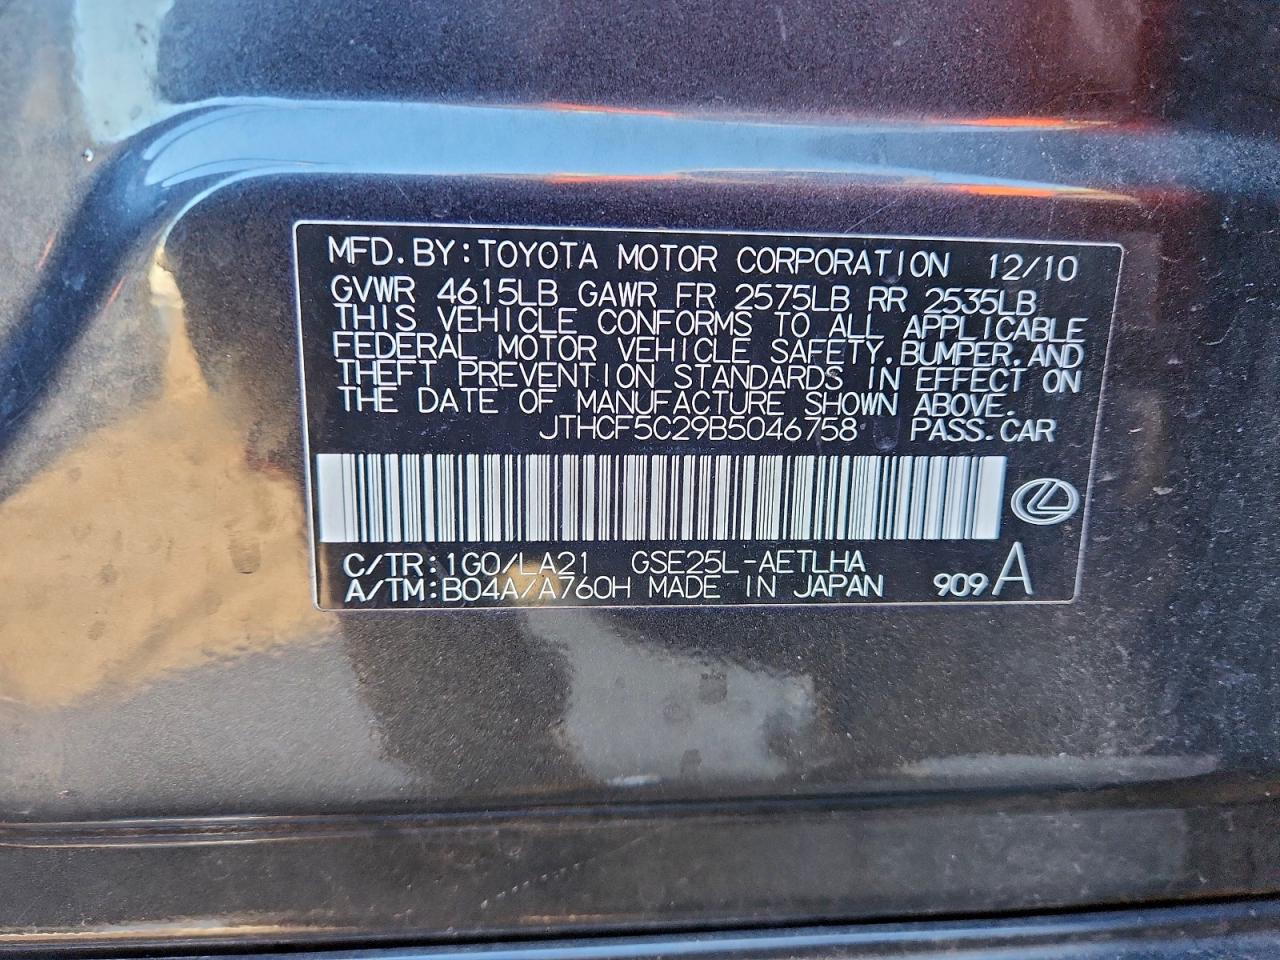 MFD.BY:TOYOTA MOTOR CORPORATION 12/10
GVWR 4615LB GAWR FR 2575LB RR 2535LB
THIS VEHICLE CONFORMS TO ALL APPLICABLE
FEDERAL MOTOR VEHICLE SAFETY,BUMPER,AND
THEFT PREVENTION STANDARDS IN EFFECT ON
THE DATE OF MANUFACTURE SHOWN ABOVE.
JTHCF5C29B5046758 PASS.CAR
C/TR:1G0/LA21 GSE25L-AETLHA
A/TM:B04A/A760H MADE IN JAPAN 909 A